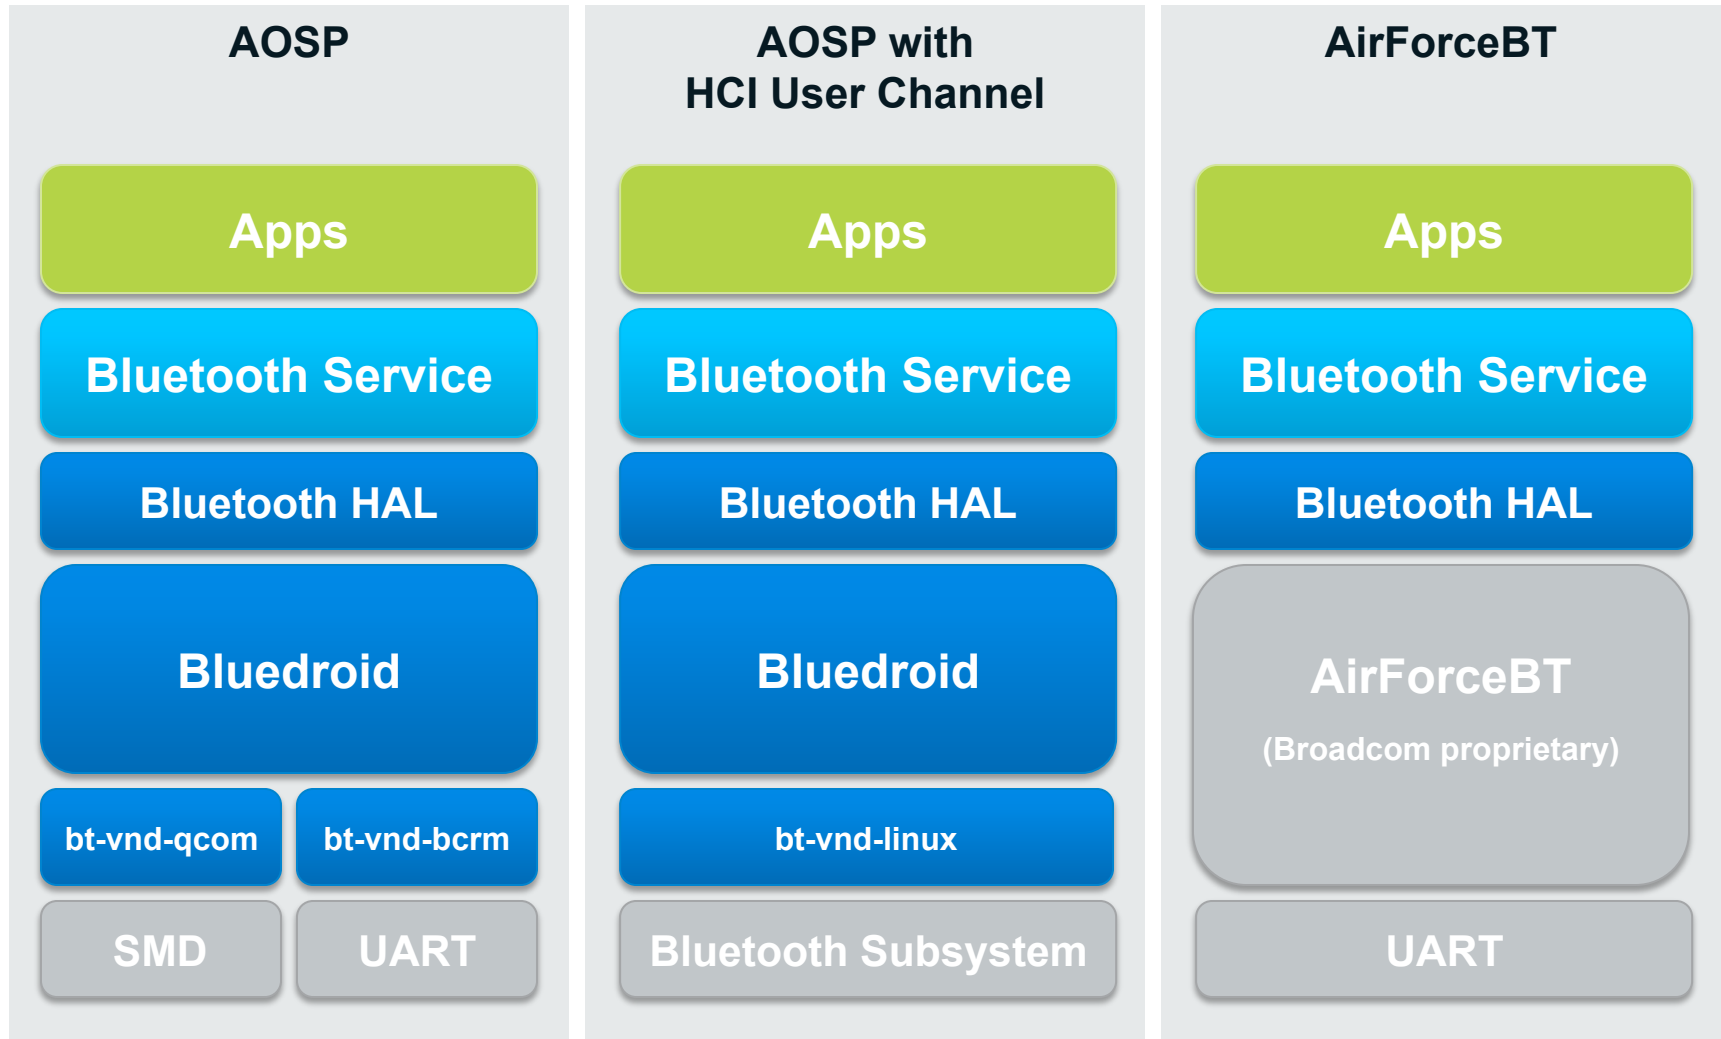 AOSP
Apps
Bluetooth Service
Bluetooth HAL
Bluedroid
bt-vnd-qcom
bt-vnd-bcrm
SMD
UART
AOSP with
HCI User Channel
Apps
Bluetooth Service
Bluetooth HAL
Bluedroid
bt-vnd-linux
Bluetooth Subsystem
AirForceBT
Apps
Bluetooth Service
Bluetooth HAL
AirForceBT
(Broadcom proprietary)
UART